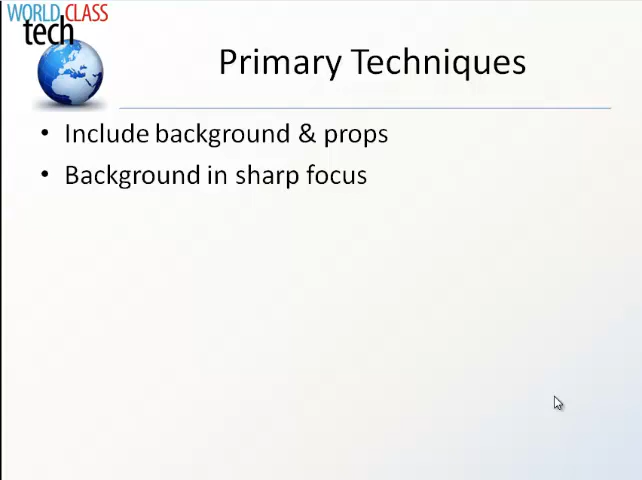 WORLD CLASS
tech
Primary Techniques
• Include background & props
• Background in sharp focus